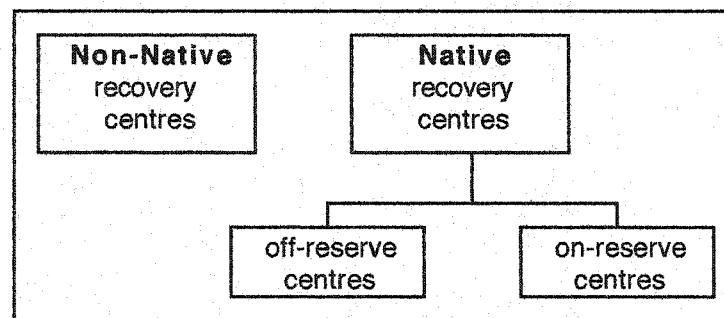 Non-Native
recovery
centres
Native
recovery
centres
off-reserve
centres
on-reserve
centres